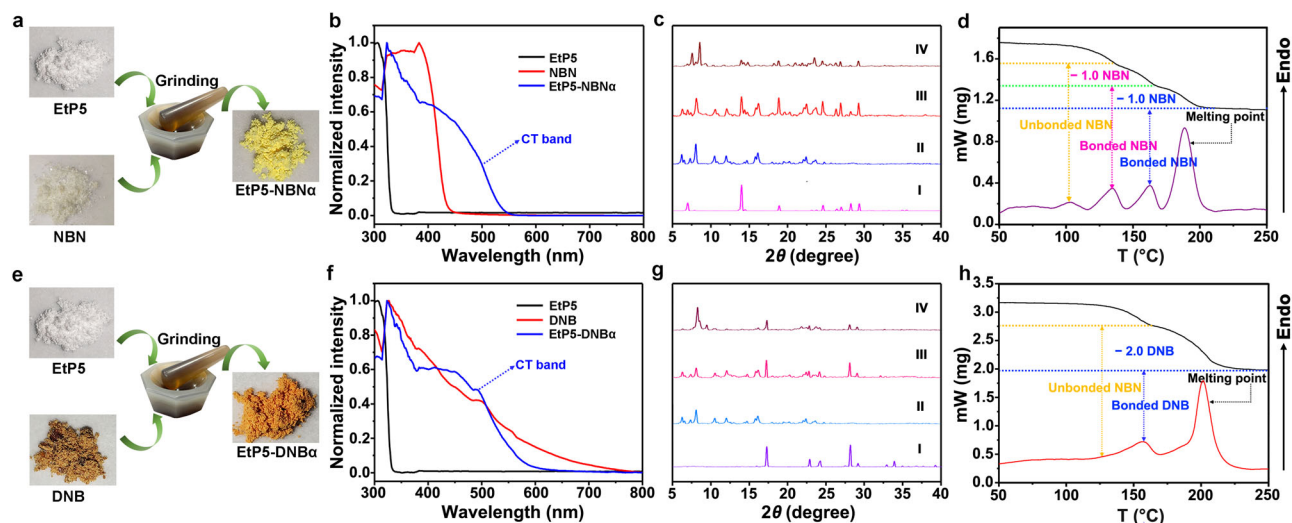 a
EtP5
Grinding
NBN
EtP5-NBNα
b
Normalized intensity
1.0
0.8
0.6
0.4
0.2
0.0
EtP5
NBN
EtP5-NBNα
CT band
300 400 500 600 700 800
Wavelength (nm)
c
IV
III
II
I
5 10 15 20 25 30 35 40
2θ (degree)
d
mW (mg)
1.6
1.2
0.8
0.4
0.0
− 1.0 NBN
− 1.0 NBN
Unbonded NBN
Bonded NBN
Bonded NBN
Melting point
Endo
50 100 150 200 250
T (°C)
e
EtP5
Grinding
DNB
EtP5-DNBα
f
Normalized intensity
1.0
0.8
0.6
0.4
0.2
0.0
EtP5
DNB
EtP5-DNBα
CT band
300 400 500 600 700 800
Wavelength (nm)
g
IV
III
II
I
5 10 15 20 25 30 35 40
2θ (degree)
h
mW (mg)
3.5
3.0
2.5
2.0
1.5
1.0
0.5
0.0
− 2.0 DNB
Unbonded NBN
Bonded DNB
Melting point
Endo
50 100 150 200 250
T (°C)